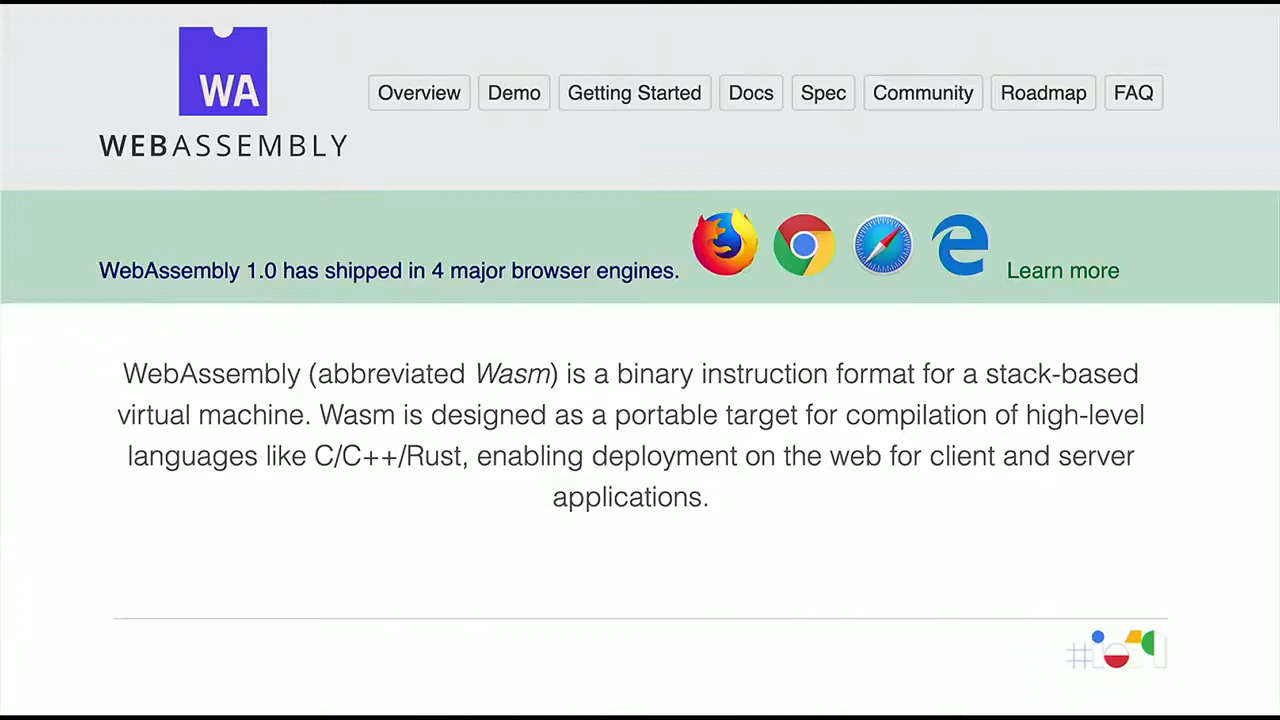 WA
WEBASSEMBLY
Overview Demo Getting Started Docs Spec Community Roadmap FAQ
WebAssembly 1.0 has shipped in 4 major browser engines. Learn more
WebAssembly (abbreviated Wasm) is a binary instruction format for a stack-based
virtual machine. Wasm is designed as a portable target for compilation of high-level
languages like C/C++/Rust, enabling deployment on the web for client and server
applications.
#io19